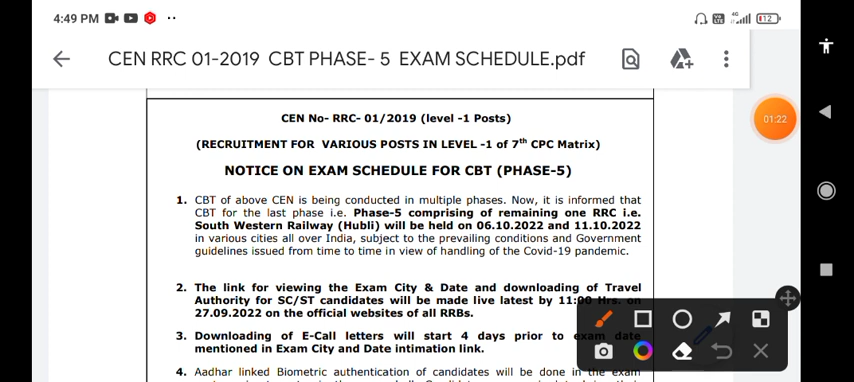 4:49 PM
4G
12
CEN RRC 01-2019 CBT PHASE- 5 EXAM SCHEDULE.pdf
01:22
CEN No- RRC- 01/2019 (level -1 Posts)
(RECRUITMENT FOR VARIOUS POSTS IN LEVEL -1 of 7th CPC Matrix)
NOTICE ON EXAM SCHEDULE FOR CBT (PHASE-5)
1. CBT of above CEN is being conducted in multiple phases. Now, it is informed that
CBT for the last phase i.e. Phase-5 comprising of remaining one RRC i.e.
South Western Railway (Hubli) will be held on 06.10.2022 and 11.10.2022
in various cities all over India, subject to the prevailing conditions and Government
guidelines issued from time to time in view of handling of the Covid-19 pandemic.
2. The link for viewing the Exam City & Date and downloading of Travel
Authority for SC/ST candidates will be made live latest by 11:00 Hrs. on
27.09.2022 on the official websites of all RRBs.
3. Downloading of E-Call letters will start 4 days prior to exam date
mentioned in Exam City and Date intimation link.
4. Aadhar linked Biometric authentication of candidates will be done in the exam